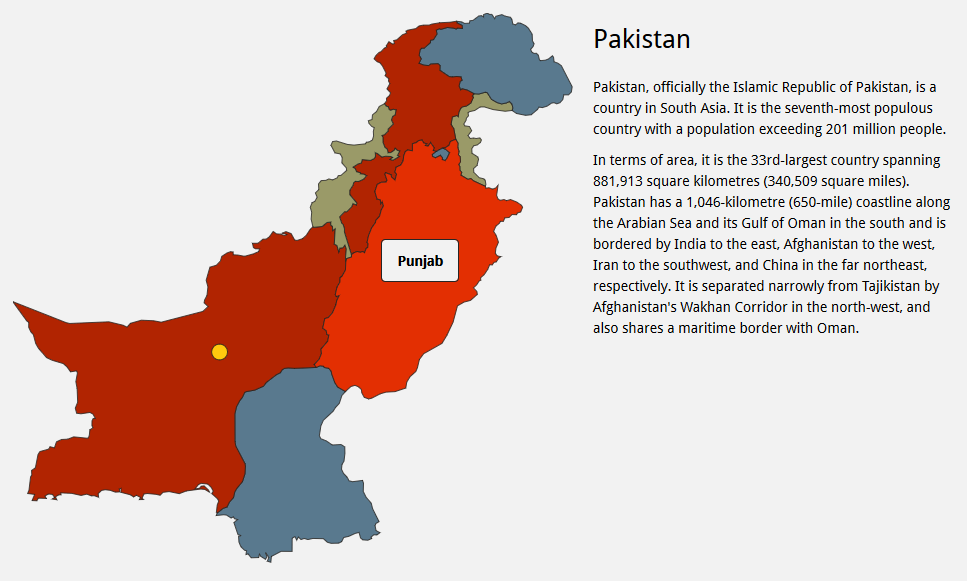 Pakistan
Pakistan, officially the Islamic Republic of Pakistan, is a
country in South Asia. It is the seventh-most populous
country with a population exceeding 201 million people.
In terms of area, it is the 33rd-largest country spanning
881,913 square kilometres (340,509 square miles).
Pakistan has a 1,046-kilometre (650-mile) coastline along
the Arabian Sea and its Gulf of Oman in the south and is
bordered by India to the east, Afghanistan to the west,
Iran to the southwest, and China in the far northeast,
respectively. It is separated narrowly from Tajikistan by
Afghanistan's Wakhan Corridor in the north-west, and
also shares a maritime border with Oman.
Punjab